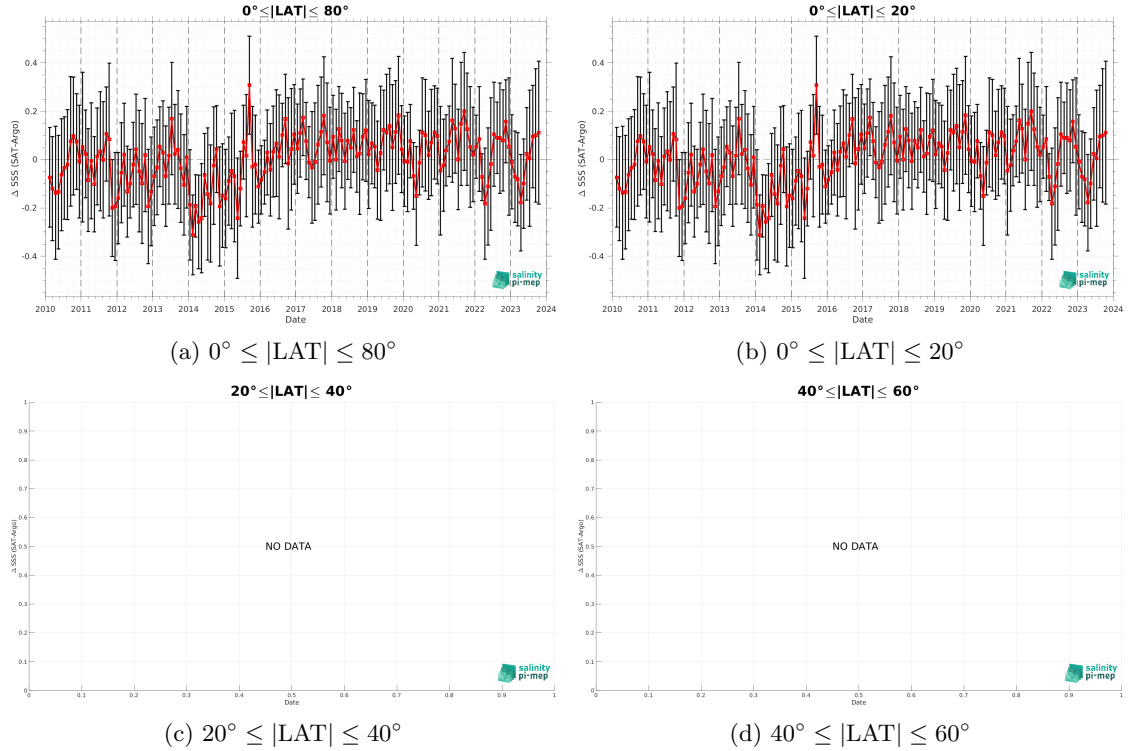 0°≤|LAT|≤ 80°
0.4
0.2
0
-0.2
-0.4
Δ SSS (SAT-Argo)
2010 2011 2012 2013 2014 2015 2016 2017 2018 2019 2020 2021 2022 2023 2024
Date
salinity
pi-mep
(a) 0° ≤ |LAT| ≤ 80°
0°≤|LAT|≤ 20°
0.4
0.2
0
-0.2
-0.4
Δ SSS (SAT-Argo)
2010 2011 2012 2013 2014 2015 2016 2017 2018 2019 2020 2021 2022 2023 2024
Date
salinity
pi-mep
(b) 0° ≤ |LAT| ≤ 20°
20°≤|LAT|≤ 40°
1
0.9
0.8
0.7
0.6
0.5
0.4
0.3
0.2
0.1
0
Δ SSS (SAT-Argo)
NO DATA
0 0.1 0.2 0.3 0.4 0.5 0.6 0.7 0.8 0.9 1
Date
salinity
pi-mep
(c) 20° ≤ |LAT| ≤ 40°
40°≤|LAT|≤ 60°
1
0.9
0.8
0.7
0.6
0.5
0.4
0.3
0.2
0.1
0
Δ SSS (SAT-Argo)
NO DATA
0 0.1 0.2 0.3 0.4 0.5 0.6 0.7 0.8 0.9 1
Date
salinity
pi-mep
(d) 40° ≤ |LAT| ≤ 60°